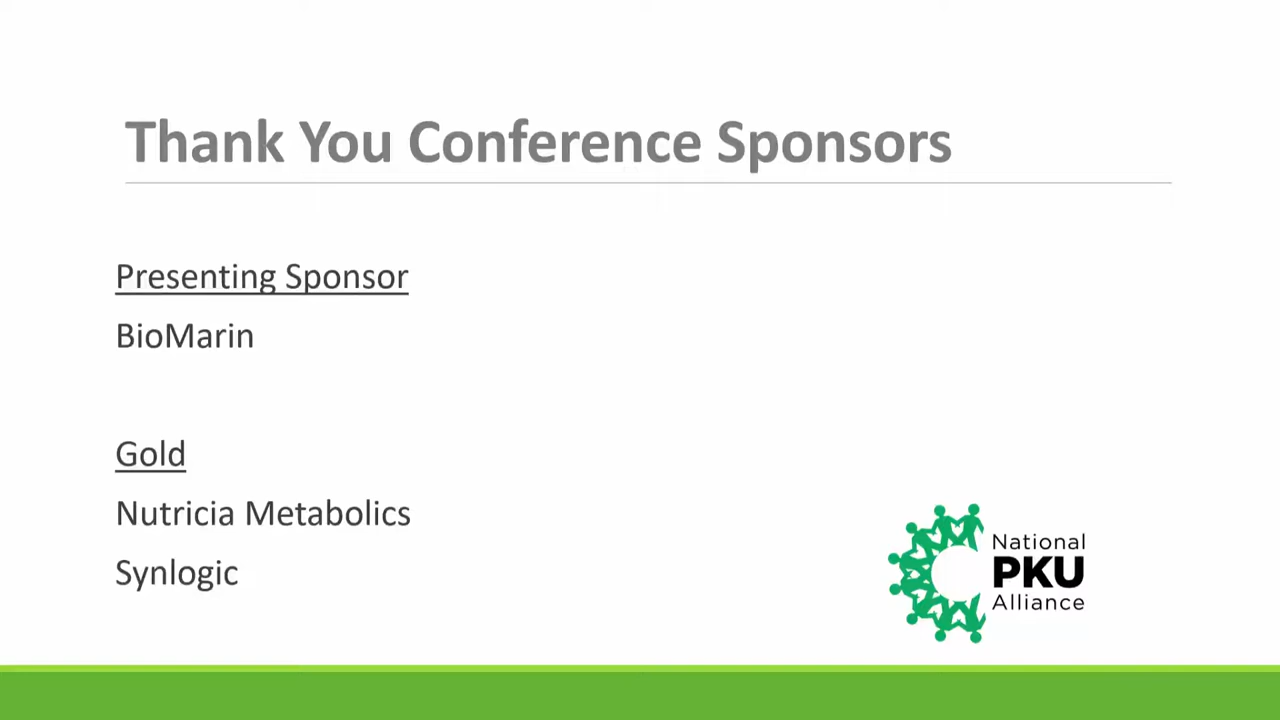 Thank You Conference Sponsors
Presenting Sponsor
BioMarin
Gold
Nutricia Metabolics
Synlogic
National
PKU
Alliance